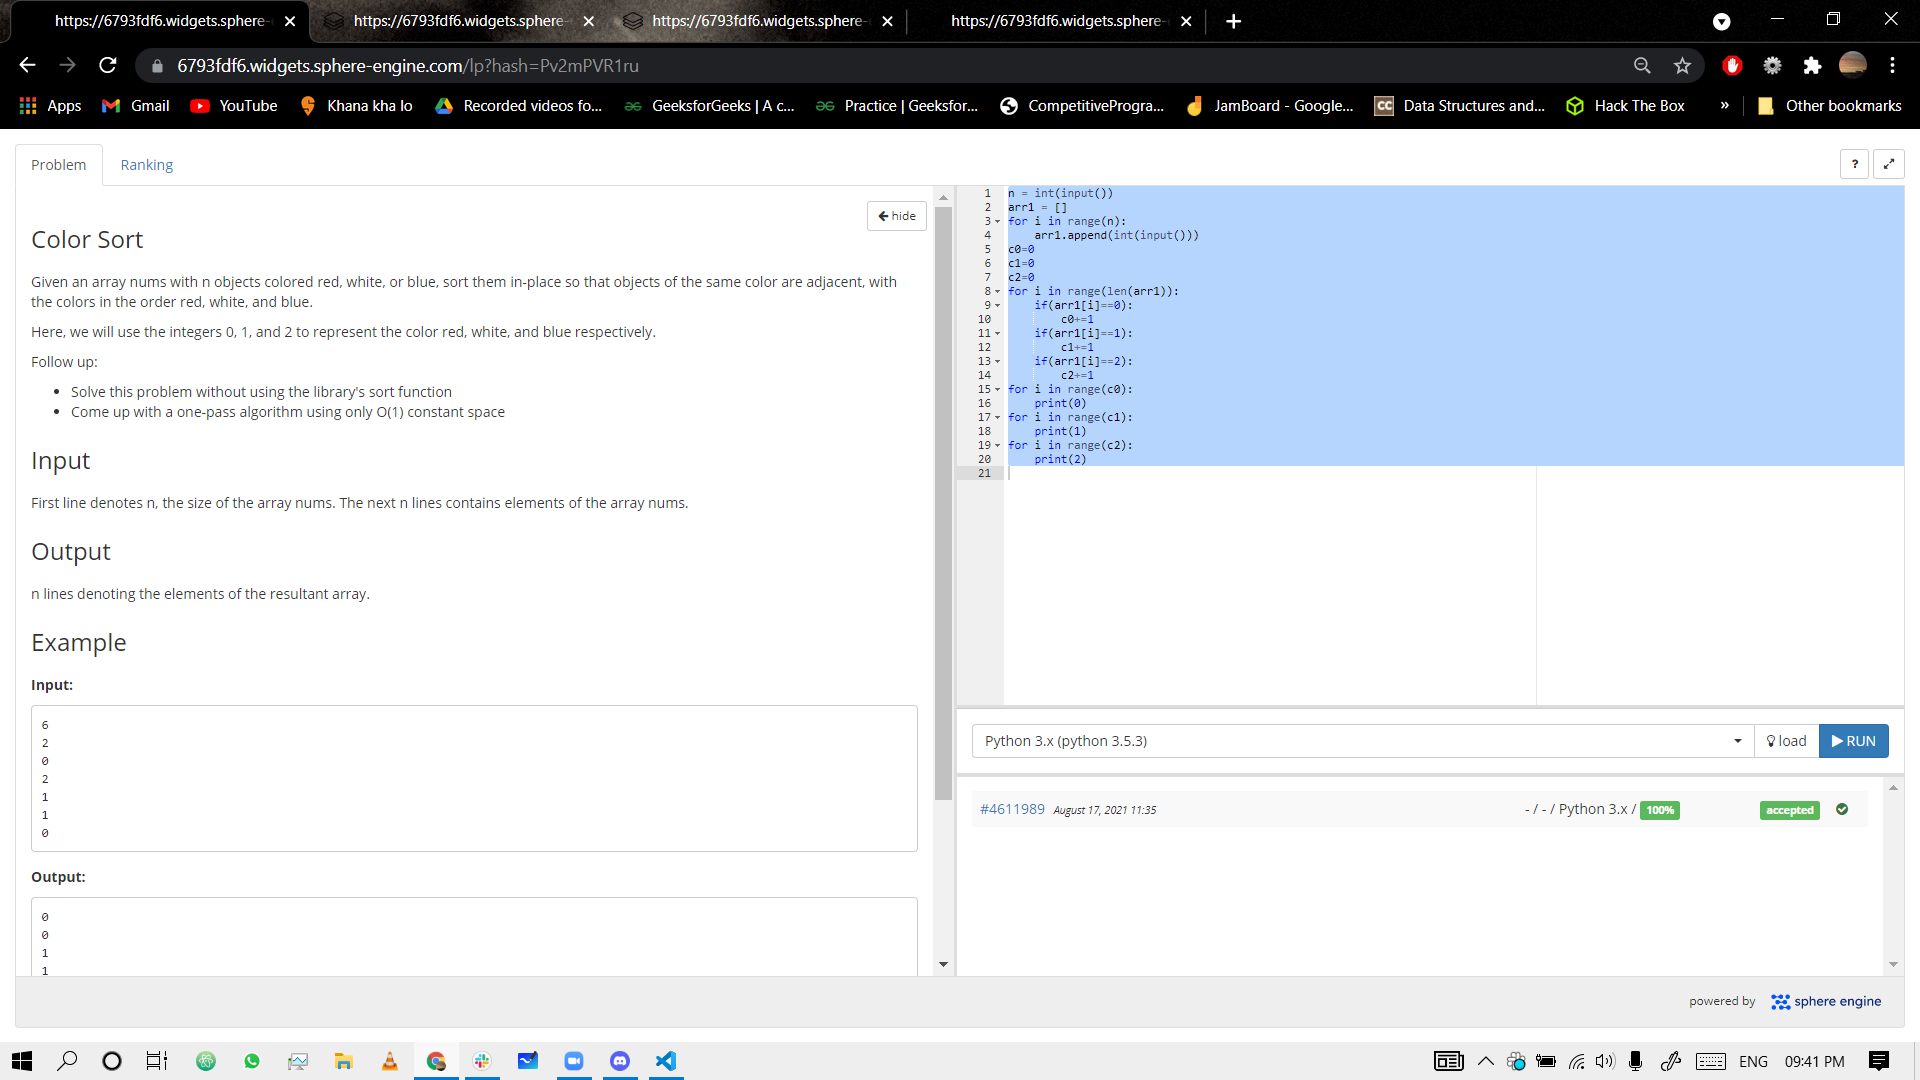 https://6793fdf6.widgets.sphere-
https://6793fdf6.widgets.sphere-
https://6793fdf6.widgets.sphere-
https://6793fdf6.widgets.sphere-
6793fdf6.widgets.sphere-engine.com/lp?hash=Pv2mPVR1ru
Apps
Gmail
YouTube
Khana kha lo
Recorded videos fo...
GeeksforGeeks | A c...
Practice | Geeksfor...
CompetitivePrograa...
JamBoard - Google...
CC
Data Structures and...
Hack The Box
»
Other bookmarks
Problem
Ranking
?
hide
Color Sort
Given an array nums with n objects colored red, white, or blue, sort them in-place so that objects of the same color are adjacent, with
the colors in the order red, white, and blue.
Here, we will use the integers 0, 1, and 2 to represent the color red, white, and blue respectively.
Follow up:
• Solve this problem without using the library's sort function
• Come up with a one-pass algorithm using only O(1) constant space
Input
First line denotes n, the size of the array nums. The next n lines contains elements of the array nums.
Output
n lines denoting the elements of the resultant array.
Example
Input:
6
2
0
2
1
1
0
Output:
0
0
1
1
1 n = int(input())
2 arr1 = []
3 for i in range(n):
4 arr1.append(int(input()))
5 c0=0
6 c1=0
7 c2=0
8 for i in range(len(arr1)):
9 if(arr1[i]==0):
10 c0+=1
11 if(arr1[i]==1):
12 c1+=1
13 if(arr1[i]==2):
14 c2+=1
15 for i in range(c0):
16 print(0)
17 for i in range(c1):
18 print(1)
19 for i in range(c2):
20 print(2)
21
Python 3.x (python 3.5.3)
load
RUN
#4611989 August 17, 2021 11:35
- / - / Python 3.x / 100%
accepted
powered by
sphere engine
ENG
09:41 PM